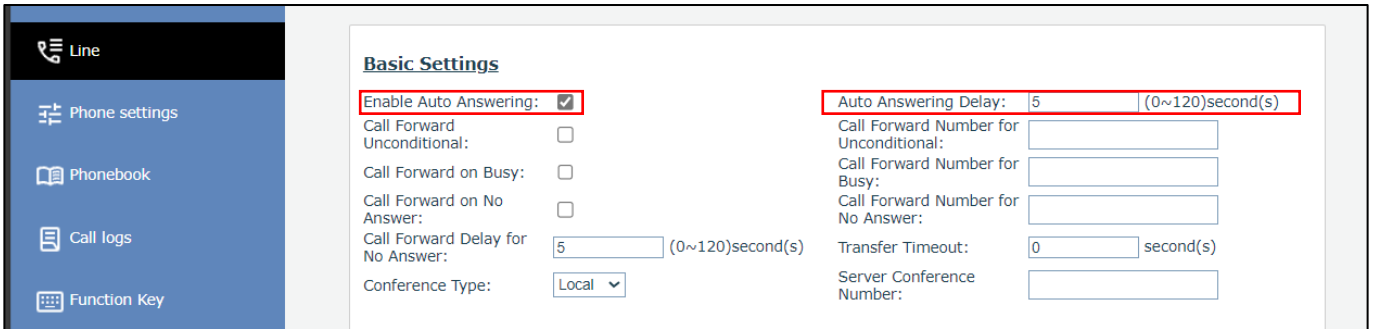 Line
Phone settings
Phonebook
Call logs
Function Key
Basic Settings
Enable Auto Answering:
Auto Answering Delay: 5 (0~120)second(s)
Call Forward
Unconditional:
Call Forward Number for
Unconditional:
Call Forward on Busy:
Call Forward Number for
Busy:
Call Forward on No
Answer:
Call Forward Number for
No Answer:
Call Forward Delay for
No Answer: 5 (0~120)second(s)
Transfer Timeout: 0 second(s)
Conference Type: Local
Server Conference
Number: